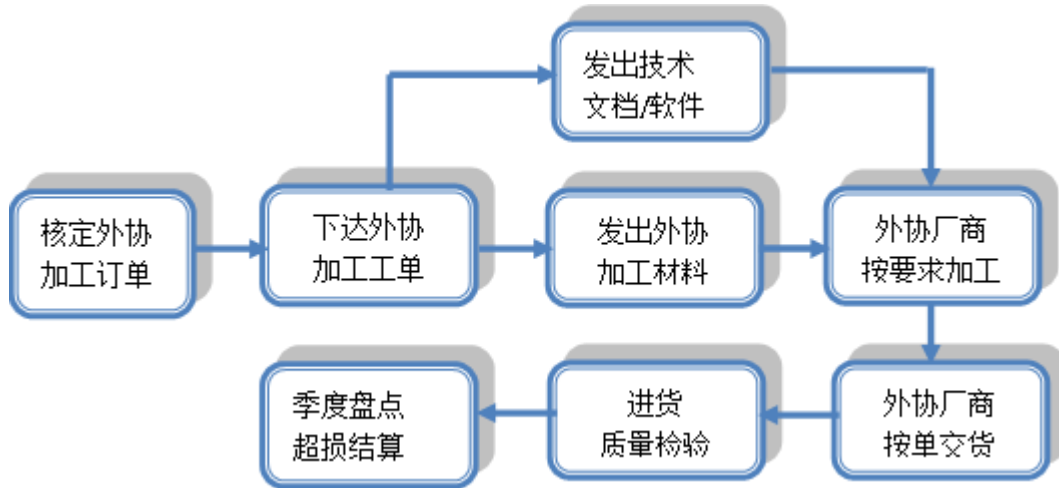 发出技术
文档/软件
核定外协
加工订单
下达外协
加工工单
发出外协
加工材料
外协厂商
按要求加工
季度盘点
超损结算
进货
质量检验
外协厂商
按单交货